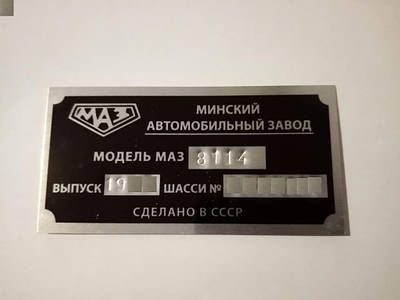 МАЗ
МИНСКИЙ
АВТОМОБИЛЬНЫЙ ЗАВОД
МОДЕЛЬ МАЗ 8114
ВЫПУСК 19 ШАССИ №
СДЕЛАНО В СССР